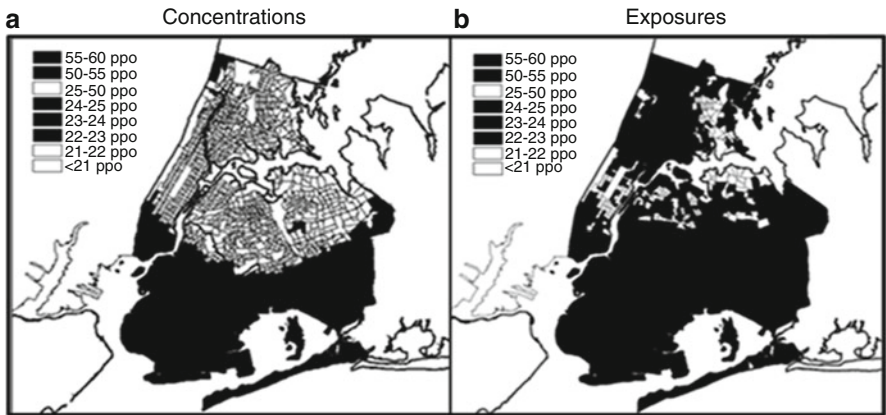 a Concentrations
55-60 ppo
50-55 ppo
25-50 ppo
24-25 ppo
23-24 ppo
22-23 ppo
21-22 ppo
<21 ppo
b Exposures
55-60 ppo
50-55 ppo
25-50 ppo
24-25 ppo
23-24 ppo
22-23 ppo
21-22 ppo
<21 ppo